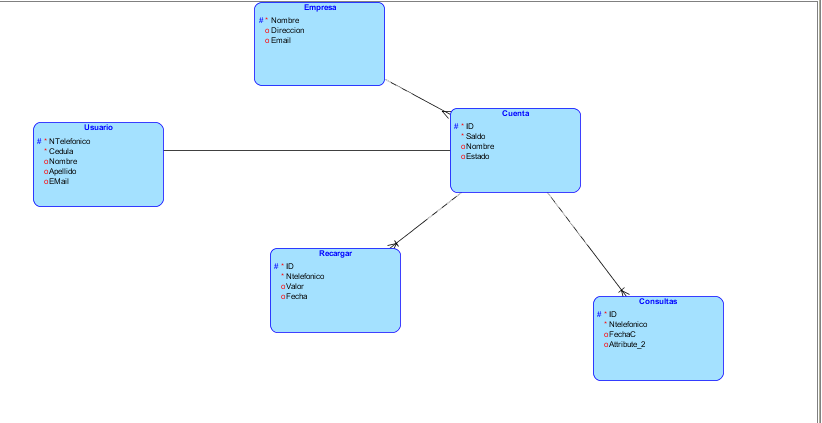 Empresa
# * Nombre
o Direccion
o Email
Cuenta
# * ID
* Saldo
o Nombre
o Estado
Usuario
# * NTelefonico
* Cedula
o Nombre
o Apellido
o EMail
Recargar
# * ID
* Ntelefonico
o Valor
o Fecha
Consultas
# * ID
* Ntelefonico
o FechaC
o Attribute_2